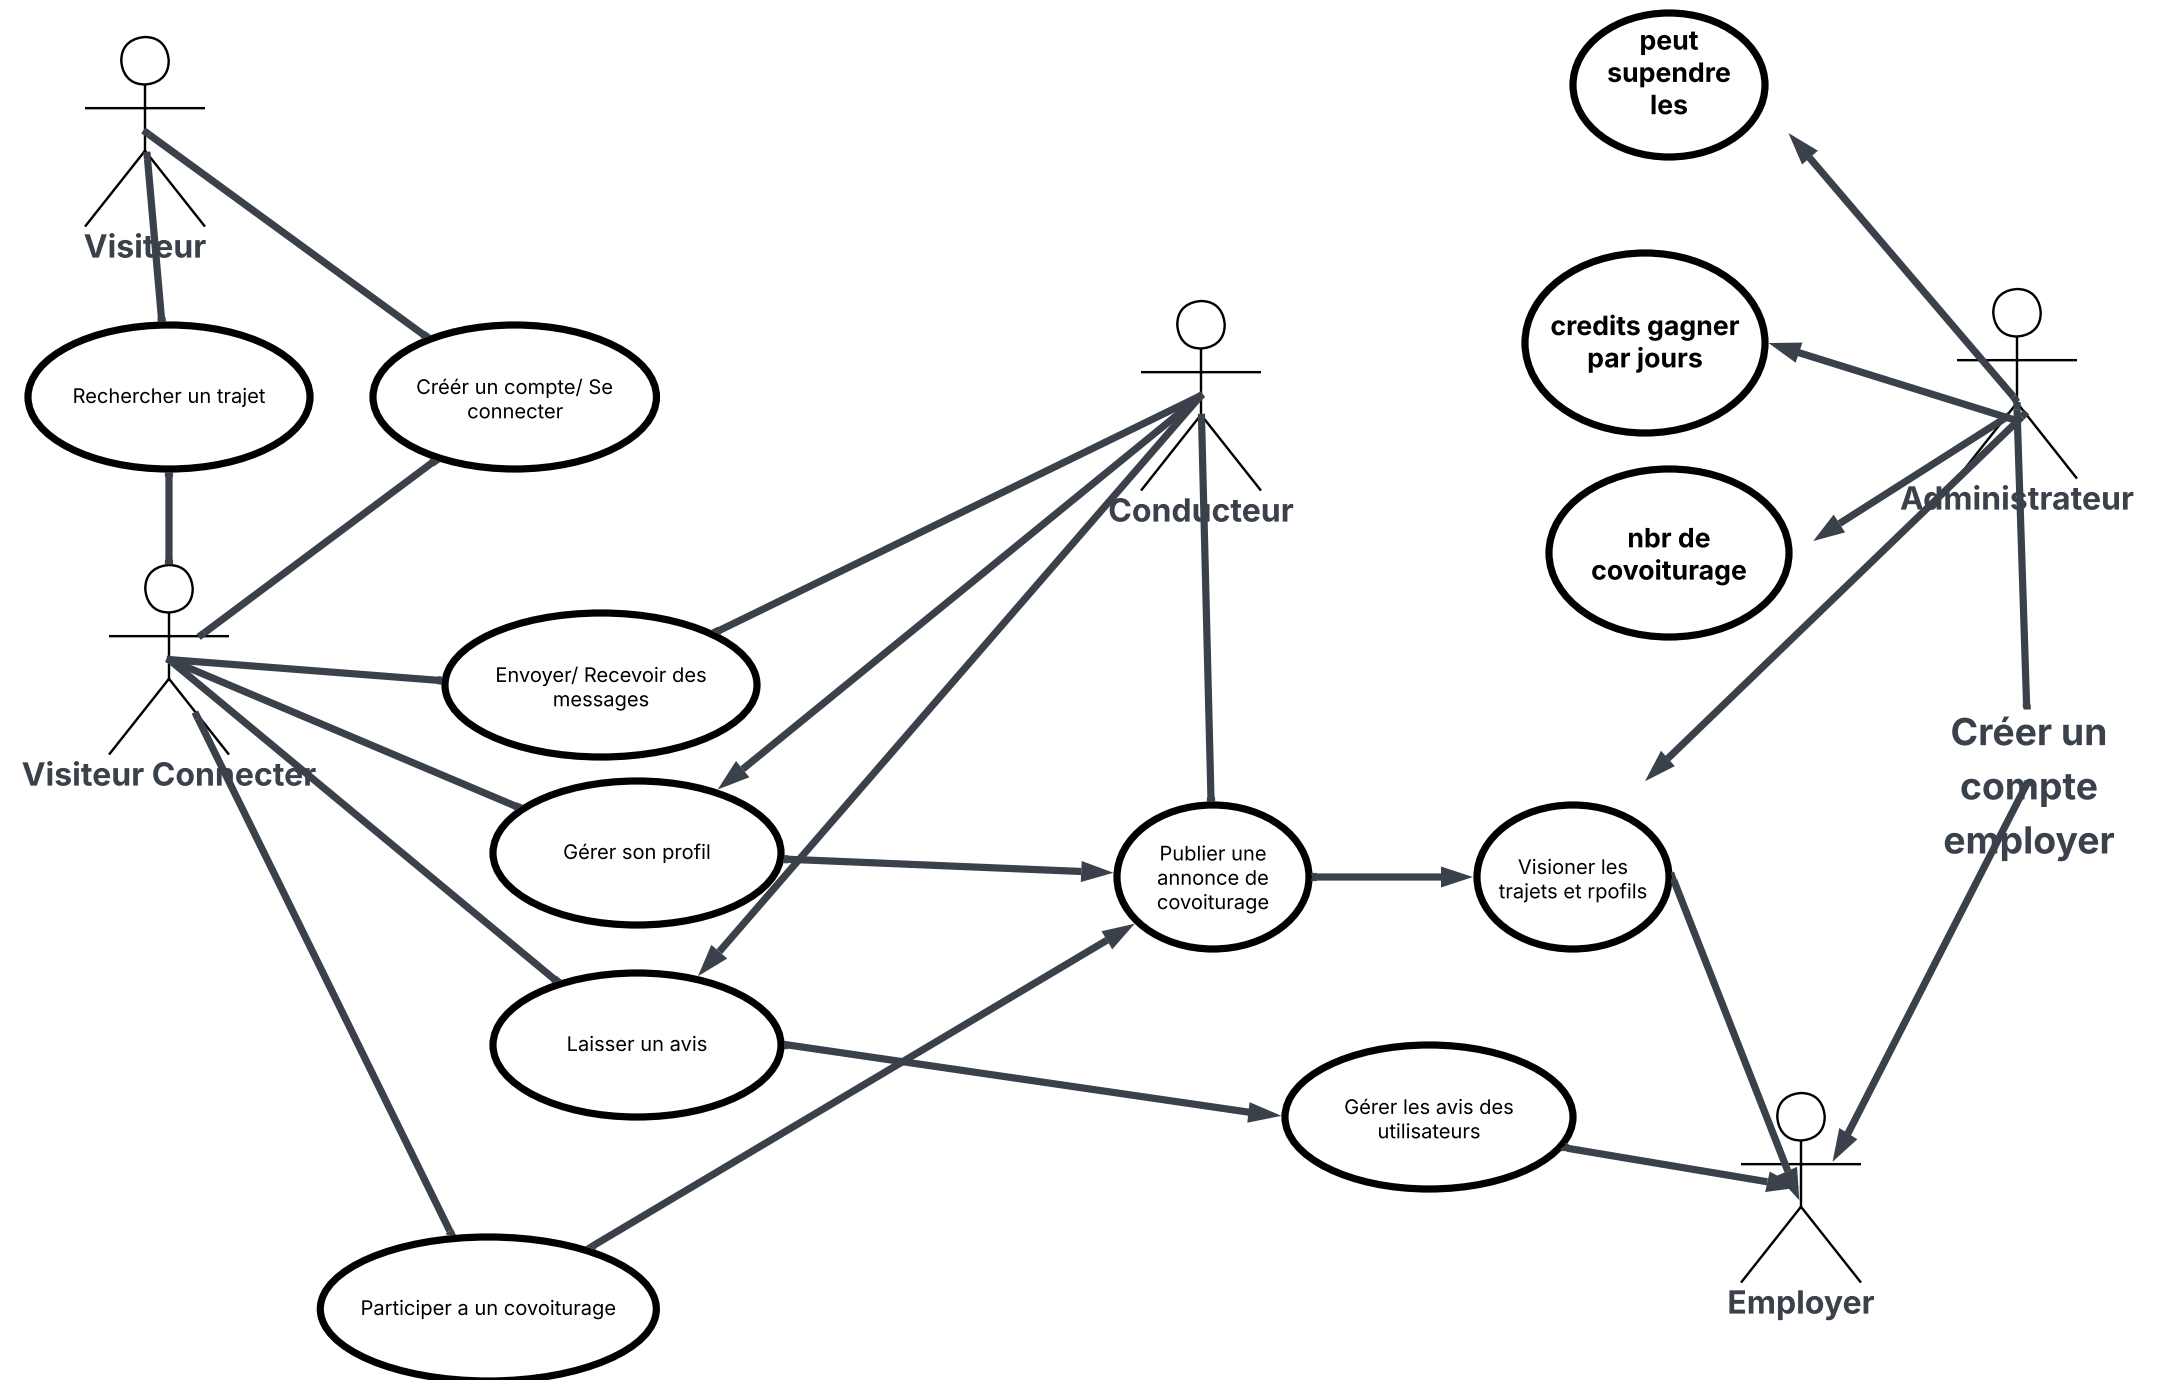 peut
supendre
les
Visiteur
credits gagner
par jours
Rechercher un trajet
Créér un compte/ Se
connecter
Conducteur
Administrateur
nbr de
covoiturage
Envoyer/ Recevoir des
messages
Visiteur Connecter
Créer un
compte
employer
Gérer son profil
Publier une
annonce de
covoiturage
Visioner les
trajets et rpofils
Laisser un avis
Gérer les avis des
utilisateurs
Participer a un covoiturage
Employer